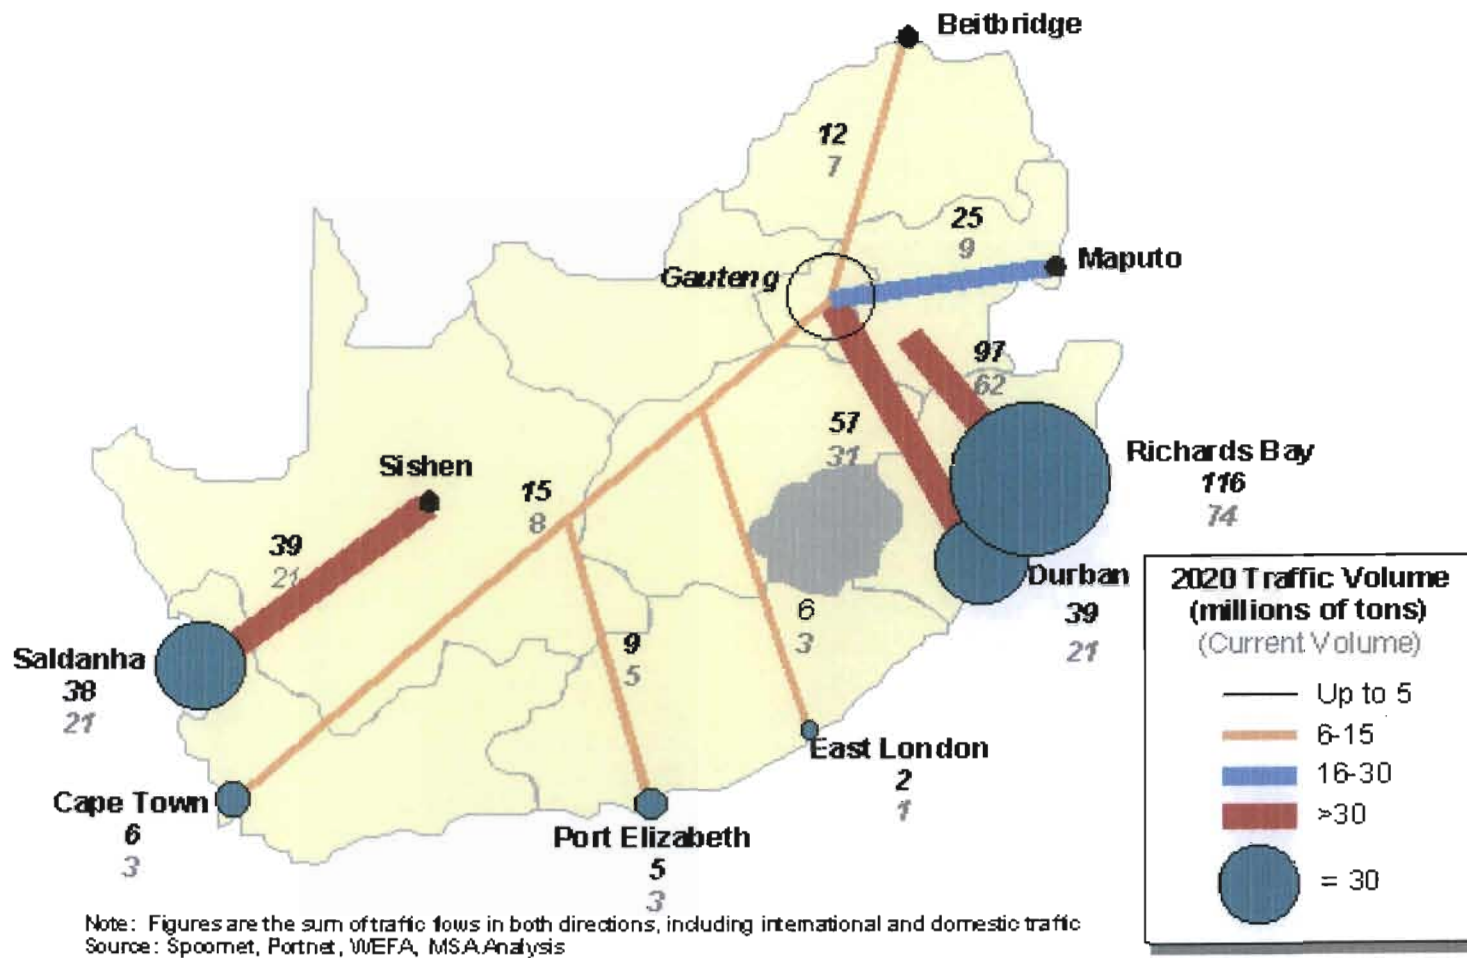 Beitbridge
12
7
25
9
Maputo
Gauteng
97
62
57
31
Richards Bay
116
74
Sishen
15
8
39
21
Durban
39
21
6
3
9
5
Saldanha
38
21
East London
2
1
Cape Town
6
3
Port Elizabeth
5
3
2020 Traffic Volume
(millions of tons)
(Current Volume)
Up to 5
6-15
16-30
>30
= 30
Note: Figures are the sum of traffic flows in both directions, including international and domestic traffic
Source: Spoornet, Portnet, WEFA, MSA Analysis